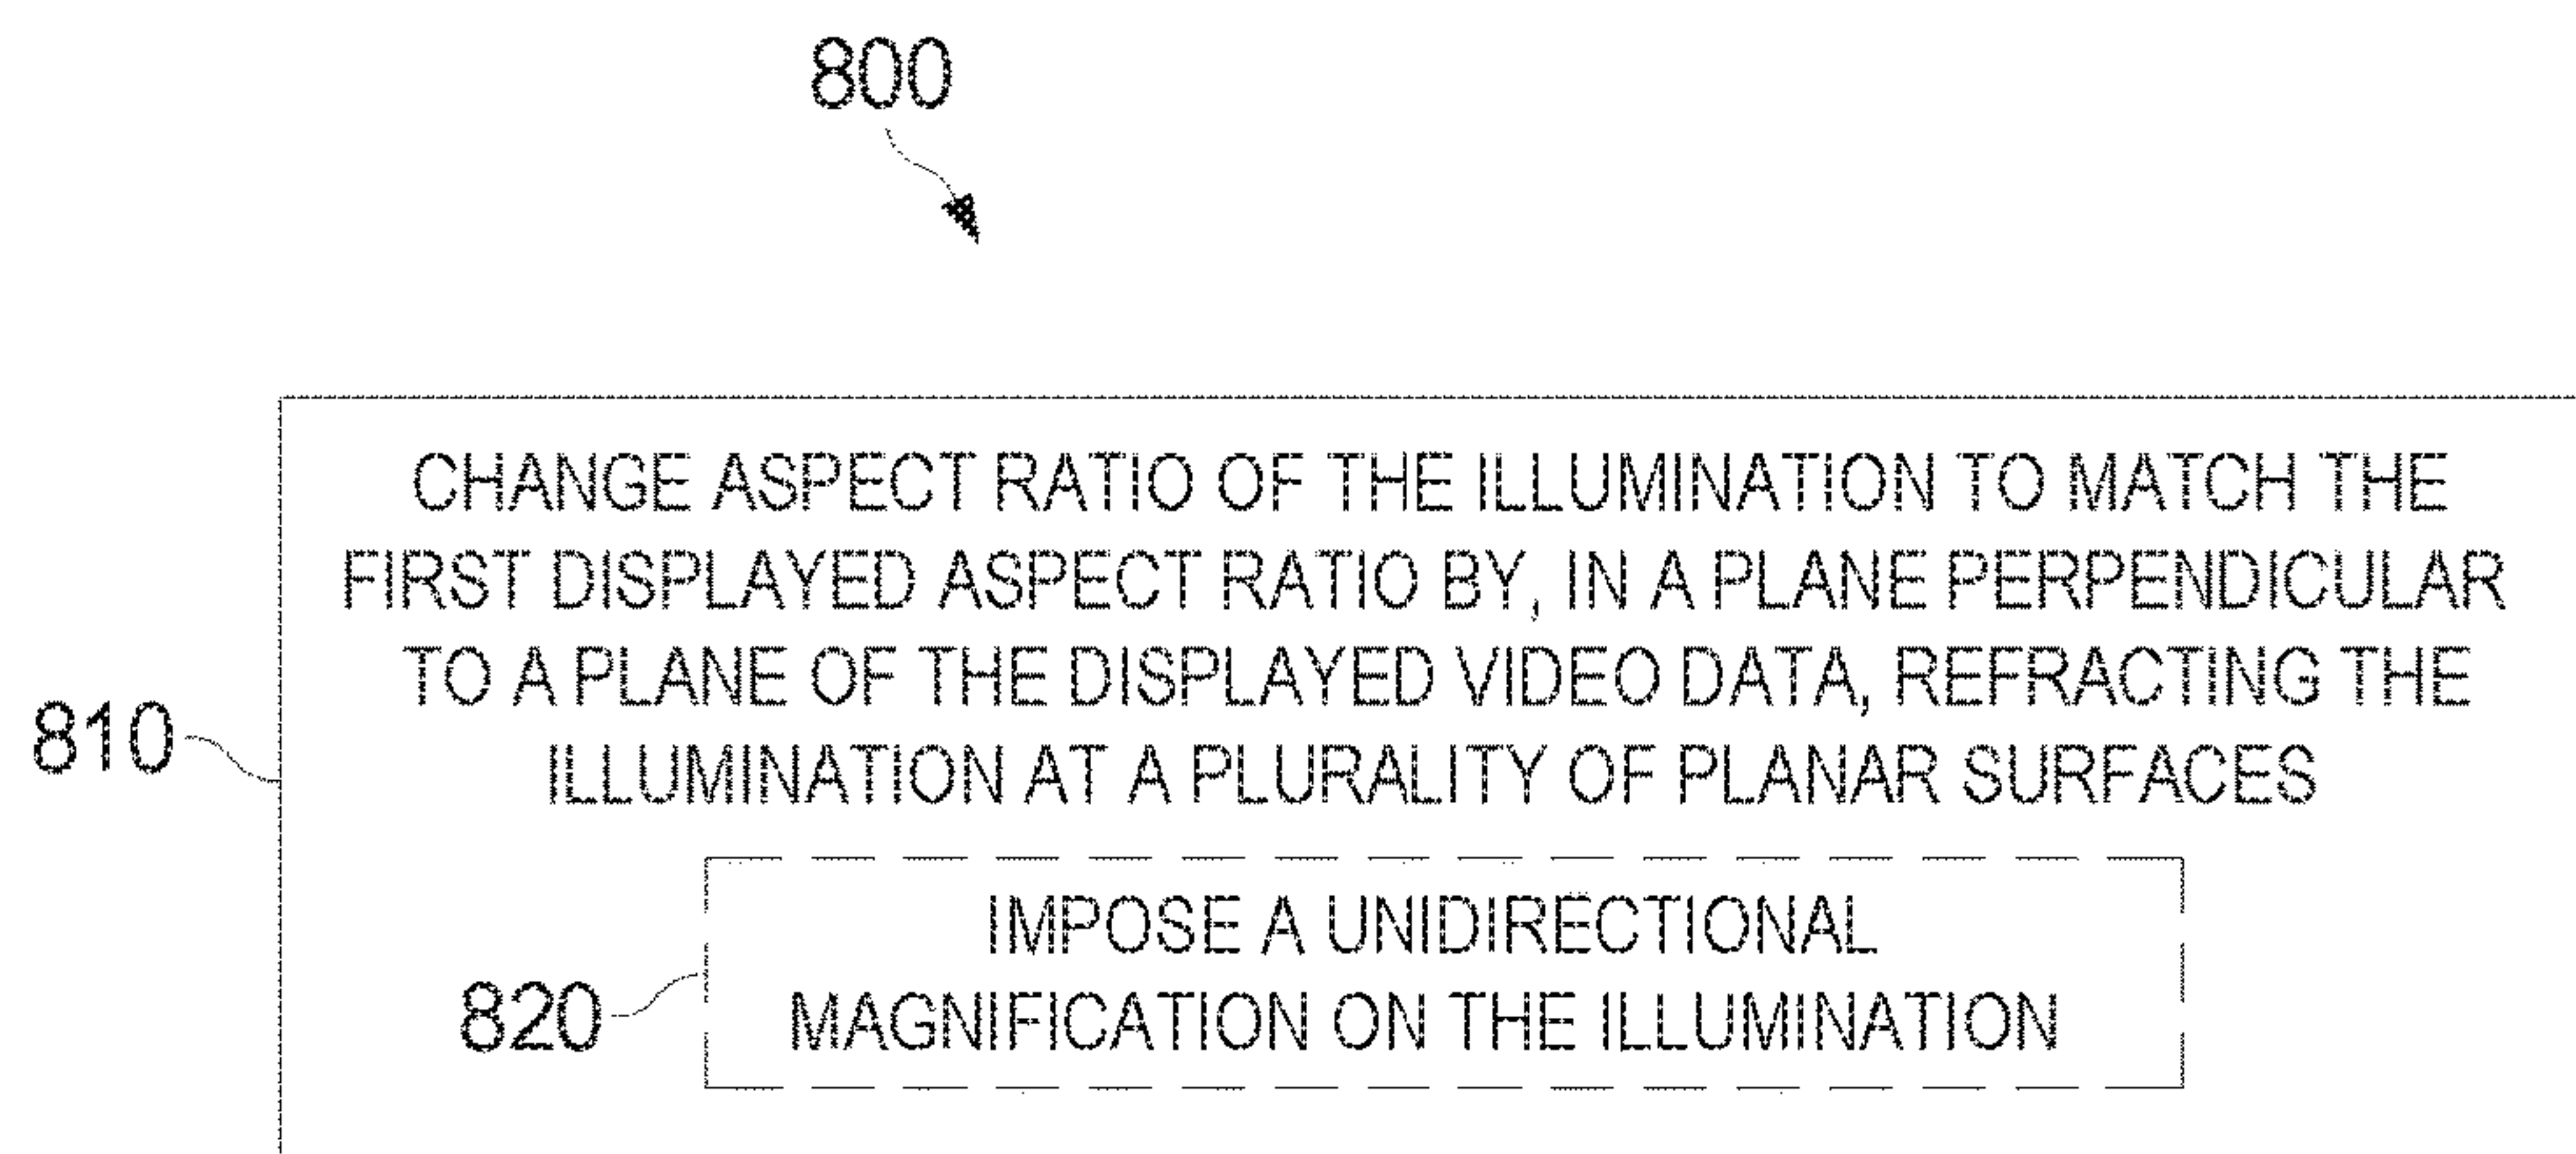 800
CHANGE ASPECT RATIO OF THE ILLUMINATION TO MATCH THE
FIRST DISPLAYED ASPECT RATIO BY, IN A PLANE PERPENDICULAR
TO A PLANE OF THE DISPLAYED VIDEO DATA, REFRACTING THE
810
ILLUMINATION AT A PLURALITY OF PLANAR SURFACES
IMPOSE A UNIDIRECTIONAL
820
MAGNIFICATION ON THE ILLUMINATION